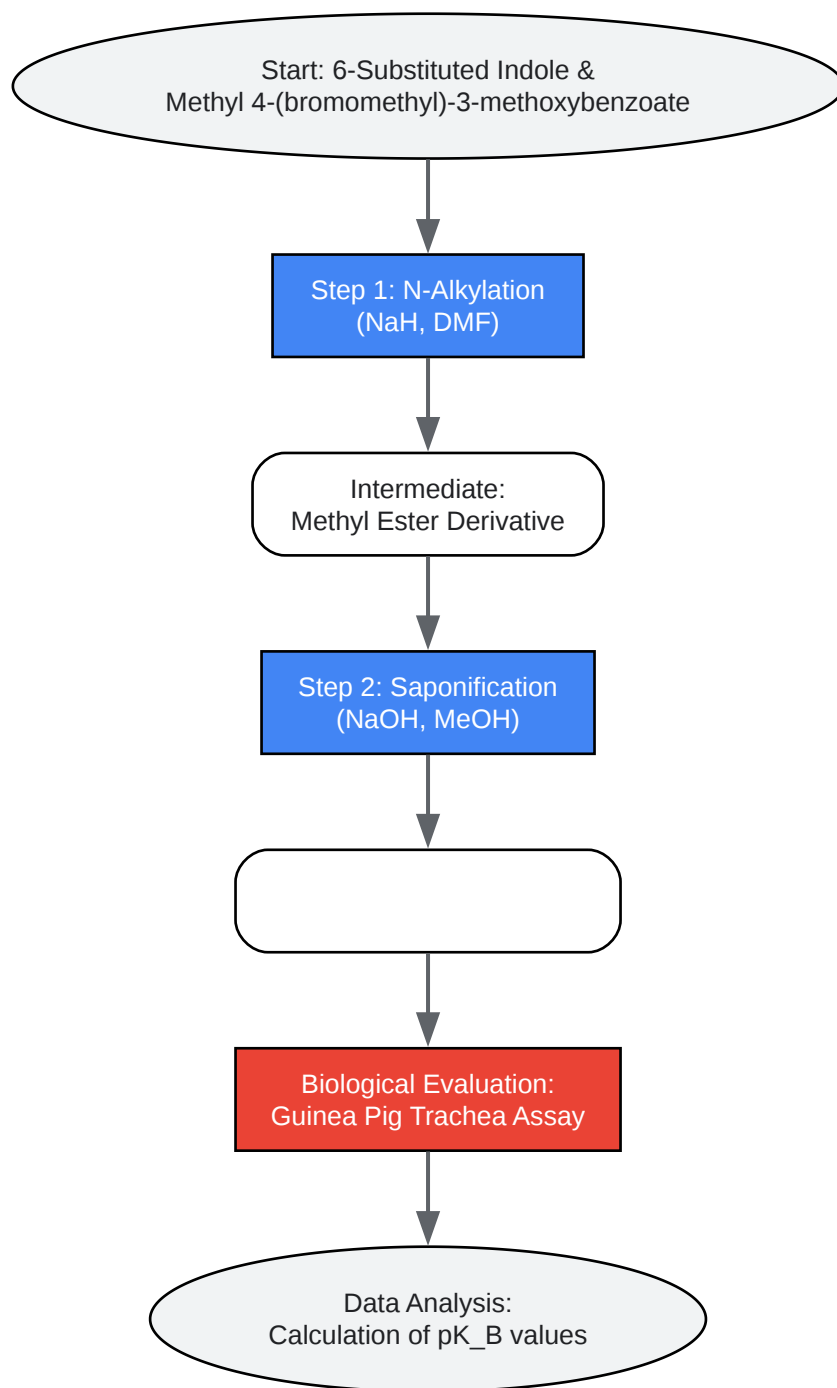 Start: 6-Substituted Indole &
Methyl 4-(bromomethyl)-3-methoxybenzoate
Step 1: N-Alkylation
(NaH, DMF)
Intermediate:
Methyl Ester Derivative
Step 2: Saponification
(NaOH, MeOH)
Biological Evaluation:
Guinea Pig Trachea Assay
Data Analysis:
Calculation of pK_B values